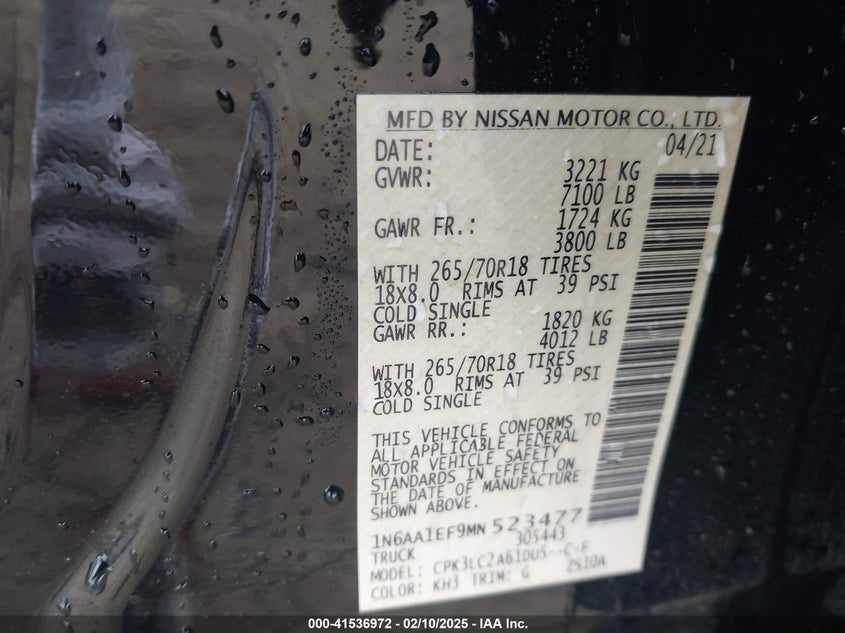 MFD BY NISSAN MOTOR CO., LTD.
DATE: 04/21
GVWR: 3221 KG
7100 LB
GAWR FR.: 1724 KG
3800 LB
WITH 265/70R18 TIRES
18X8.0 RIMS AT 39 PSI
COLD SINGLE
GAWR RR.: 1820 KG
4012 LB
WITH 265/70R18 TIRES
18X8.0 RIMS AT 39 PSI
COLD SINGLE
THIS VEHICLE CONFORMS TO
ALL APPLICABLE FEDERAL
MOTOR VEHICLE SAFETY
STANDARDS IN EFFECT ON
THE DATE OF MANUFACTURE
SHOWN ABOVE.
1N6AA1EF9MN 523477
TRUCK 305443
MODEL: CPK3LC2A61DU5--C-F
COLOR: KH3 TRIM: G 2510A
000-41536972 — 02/10/2025 — IAA Inc.